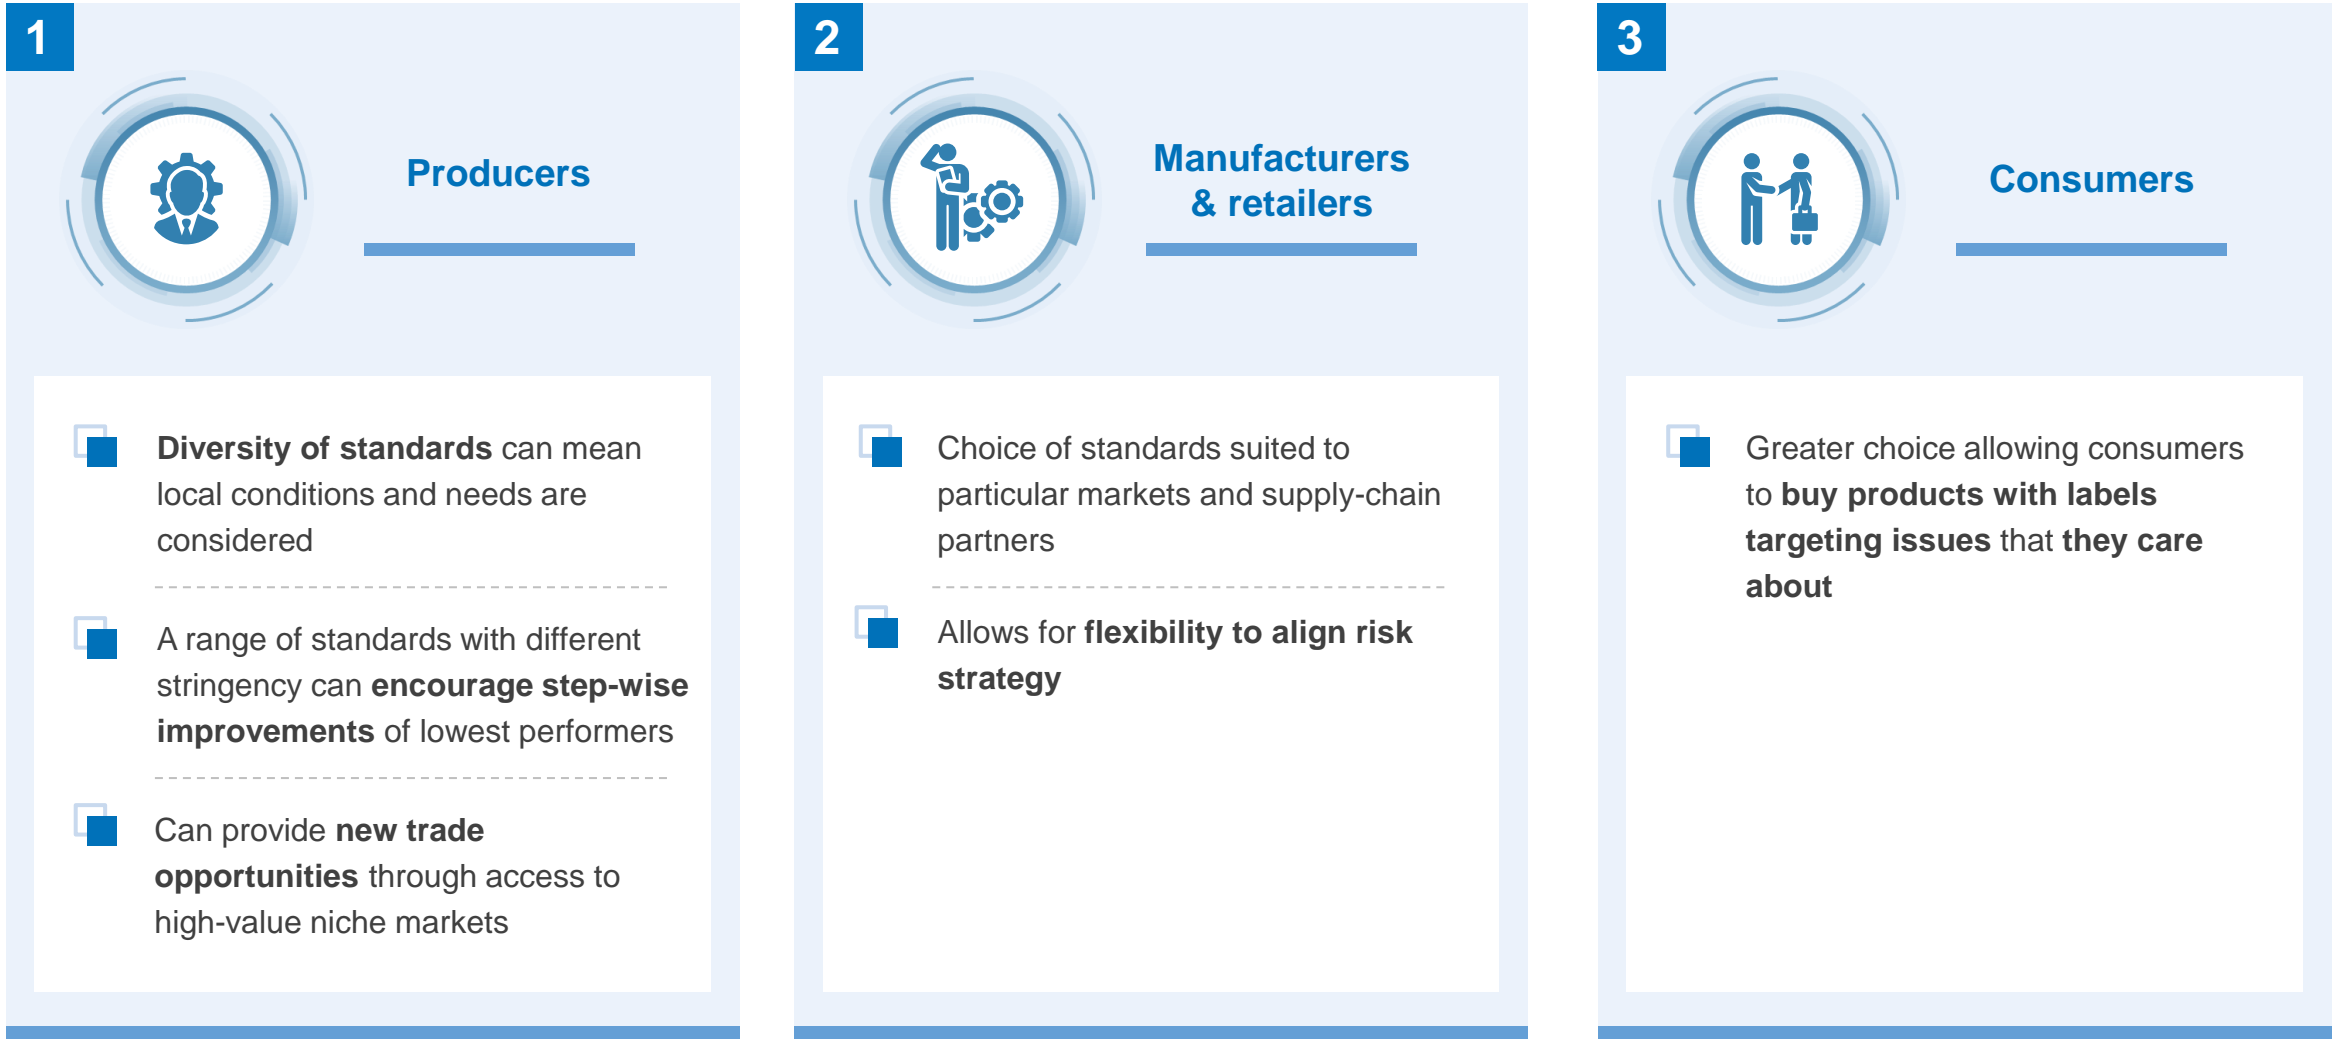 1
Producers
Diversity of standards can mean
local conditions and needs are
considered
A range of standards with different
stringency can encourage step-wise
improvements of lowest performers
Can provide new trade
opportunities through access to
high-value niche markets
2
Manufacturers
& retailers
Choice of standards suited to
particular markets and supply-chain
partners
Allows for flexibility to align risk
strategy
3
Consumers
Greater choice allowing consumers
to buy products with labels
targeting issues that they care
about